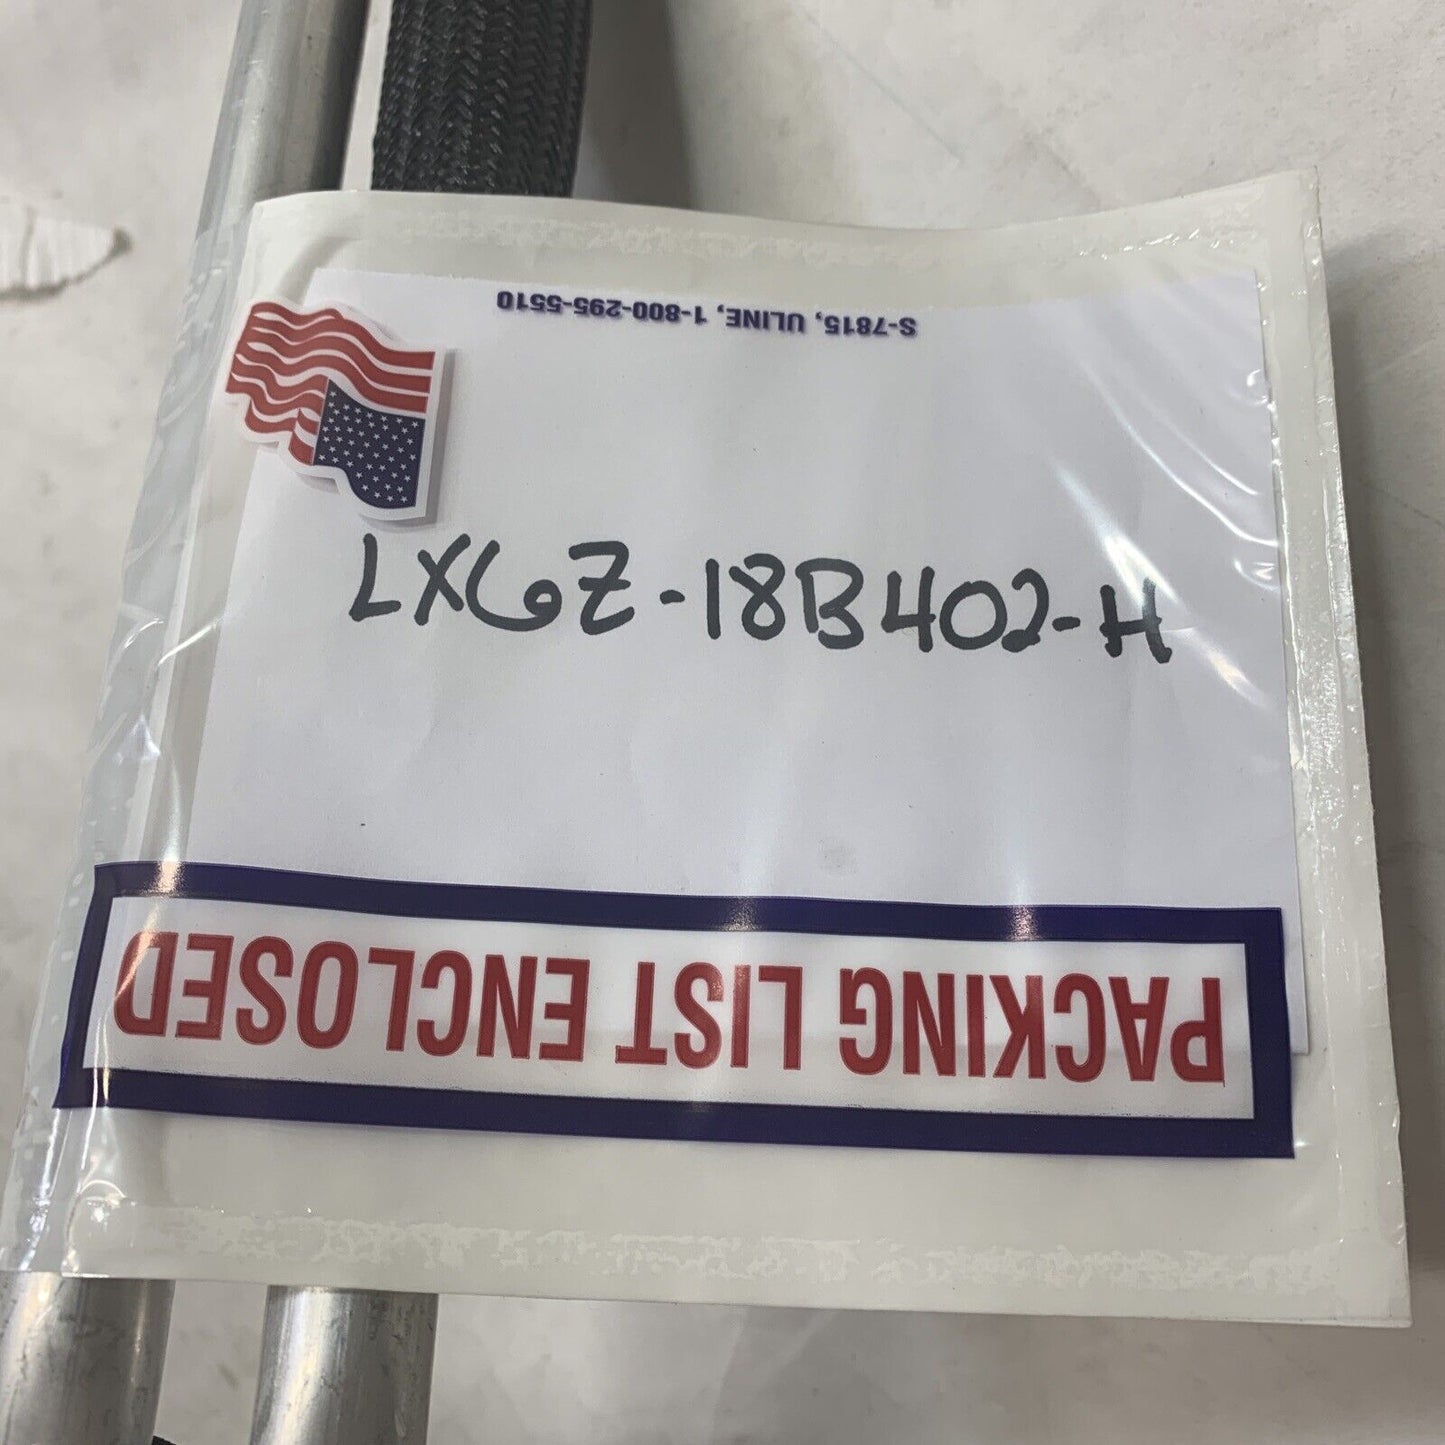 S-7815, ULINE, 1-800-295-5510
LX6Z-18B402-H
PACKING LIST ENCLOSED